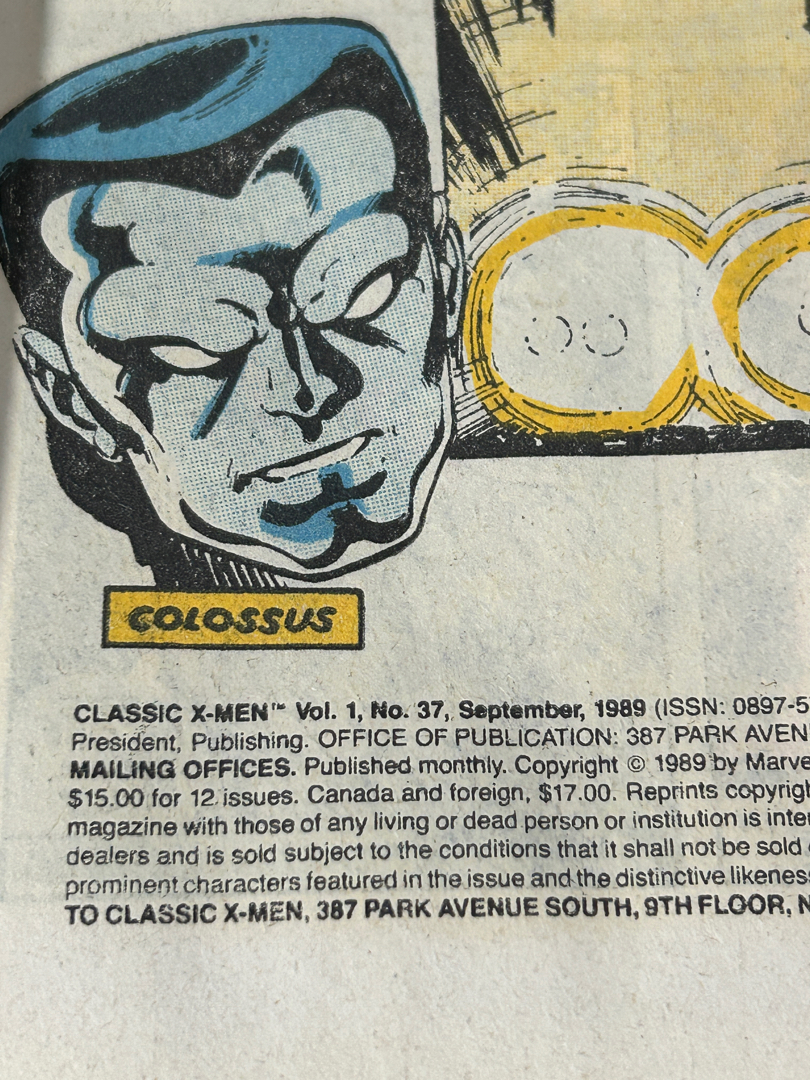 COLOSSUS
CLASSIC X-MEN™ Vol. 1, No. 37, September, 1989 (ISSN: 0897-5
President, Publishing. OFFICE OF PUBLICATION: 387 PARK AVEN
MAILING OFFICES. Published monthly. Copyright © 1989 by Marve
$15.00 for 12 issues. Canada and foreign, $17.00. Reprints copyrigh
magazine with those of any living or dead person or institution is inte
dealers and is sold subject to the conditions that it shall not be sold
prominent characters featured in the issue and the distinctive likenes
TO CLASSIC X-MEN, 387 PARK AVENUE SOUTH, 9TH FLOOR, N